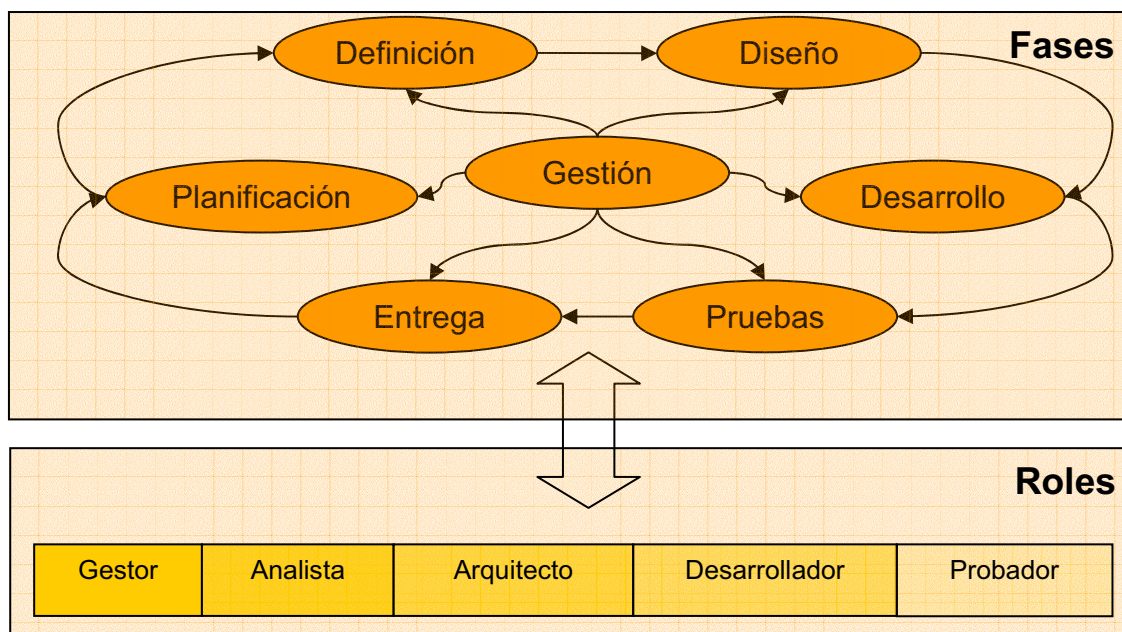 Fases
Definición
Diseño
Gestión
Planificación
Desarrollo
Entrega
Pruebas
Roles
Gestor
Analista
Arquitecto
Desarrollador
Probador